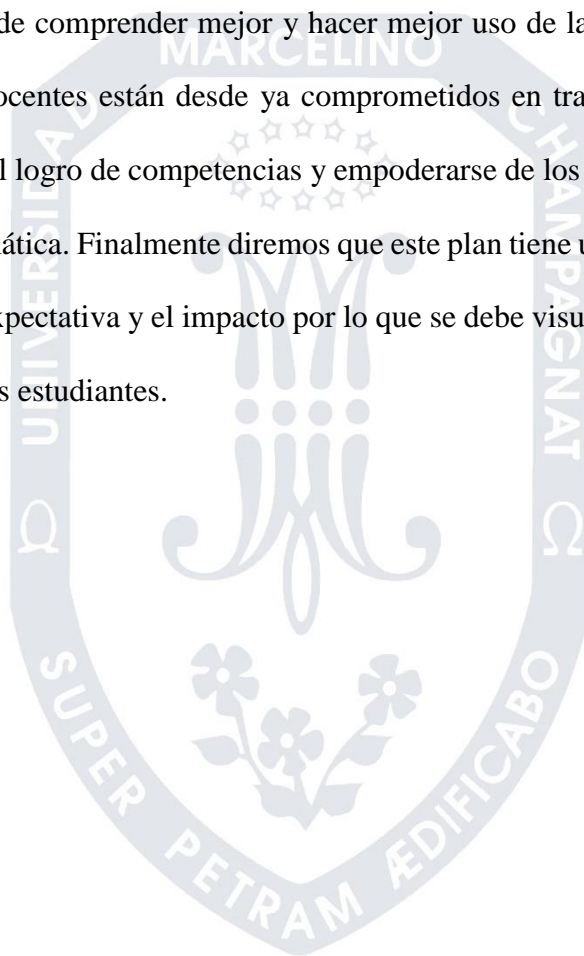 de comprender mejor y hacer mejor uso de la
ocentes están desde ya comprometidos en tra
l logro de competencias y empoderarse de los
ática. Finalmente diremos que este plan tiene u
xpectativa y el impacto por lo que se debe visu
s estudiantes.
UNIVERSIDAD MARCELINO CHAMPAGNAT
Ω Ω
SUPER PETRAM ÆDIFICABO